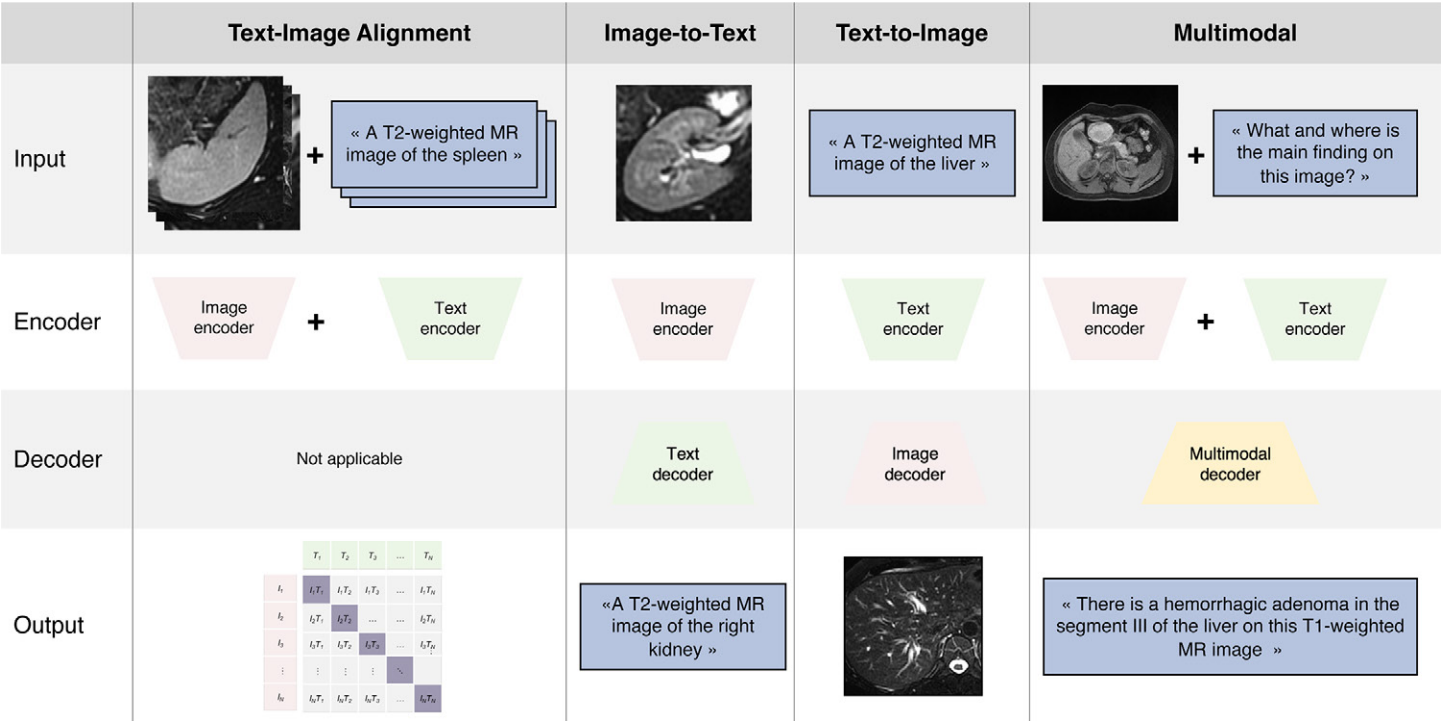 Text-Image Alignment
Image-to-Text
Text-to-Image
Multimodal
Input
« A T2-weighted MR
image of the spleen »
+
« A T2-weighted MR
image of the liver »
+
« What and where is
the main finding on
this image? »
Encoder
Image
encoder
+
Text
encoder
Image
encoder
Text
encoder
Image
encoder
+
Text
encoder
Decoder
Not applicable
Text
decoder
Image
decoder
Multimodal
decoder
Output
T1 T2 T3 ... TN
I1 I1T1 I1T2 I1T3 ... I1TN
I2 I2T1 I2T2 ... ... I2TN
I3 I3T1 I3T2 I3T3 ... I3TN
⋮ ⋮ ⋮ ⋮ ⋱ ⋮
IN INT1 INT2 INT3 ... INTN
«A T2-weighted MR
image of the right
kidney »
« There is a hemorrhagic adenoma in the
segment III of the liver on this T1-weighted
MR image »